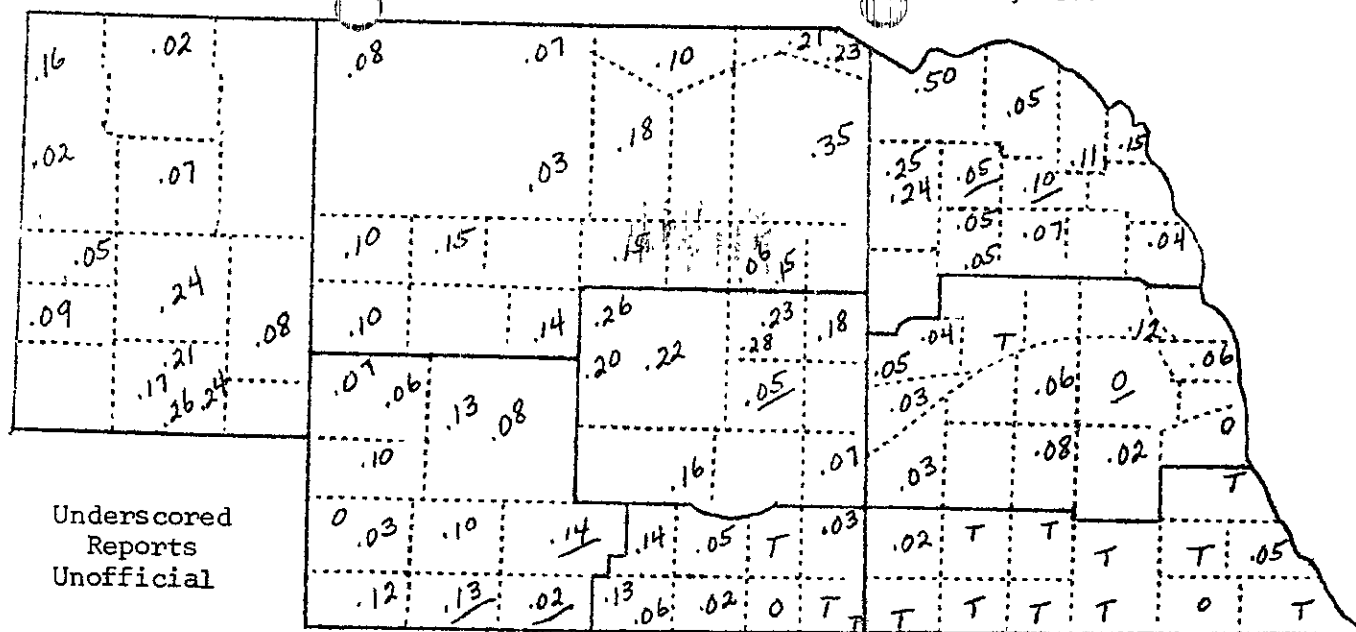 .16 .02 .08 .07 .10 .21 .23 .50 .05
.02 .07 .03 .18 .35 .25 .24 .05 .10 .11 .15
.05 .10 .15 .06 .15 .05 .05 .07 .04
.09 .24 .08 .10 .14 .26 .23 .18 .04 T .12
.21 .17 .26 .24 .07 .06 .13 .08 .20 .22 .28 .05 .05 .03 .06 0 .06
.10 .16 .07 .03 .08 .02 0
T
0 .03 .10 .14 .14 .05 T .03 .02 T T T T .05
.12 .13 .02 .13 .06 .02 0 T T T T T T 0 T
Underscored
Reports
Unofficial